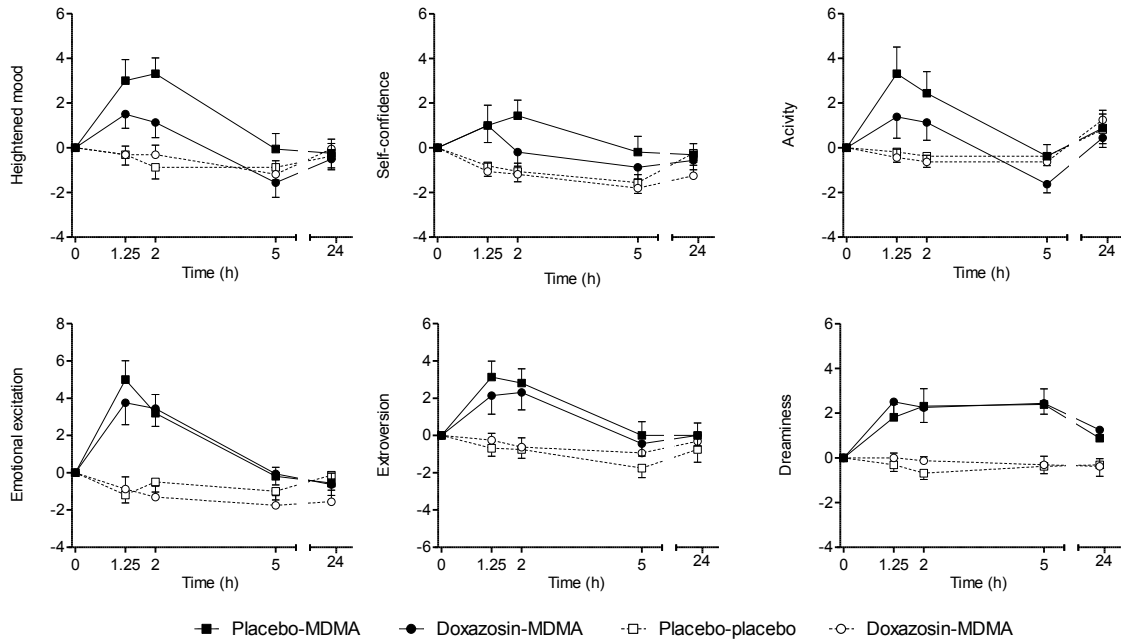 Heightened mood
6
4
2
0
-2
-4
0 1.25 2 5 24
Time (h)
Self-confidence
6
4
2
0
-2
-4
0 1.25 2 5 24
Time (h)
Acivity
6
4
2
0
-2
-4
0 1.25 2 5 24
Time (h)
Emotional excitation
8
6
4
2
0
-2
-4
0 1.25 2 5 24
Time (h)
Extroversion
6
4
2
0
-2
-4
-6
0 1.25 2 5 24
Time (h)
Dreaminess
6
4
2
0
-2
-4
0 1.25 2 5 24
Time (h)
Placebo-MDMA Doxazosin-MDMA Placebo-placebo Doxazosin-MDMA